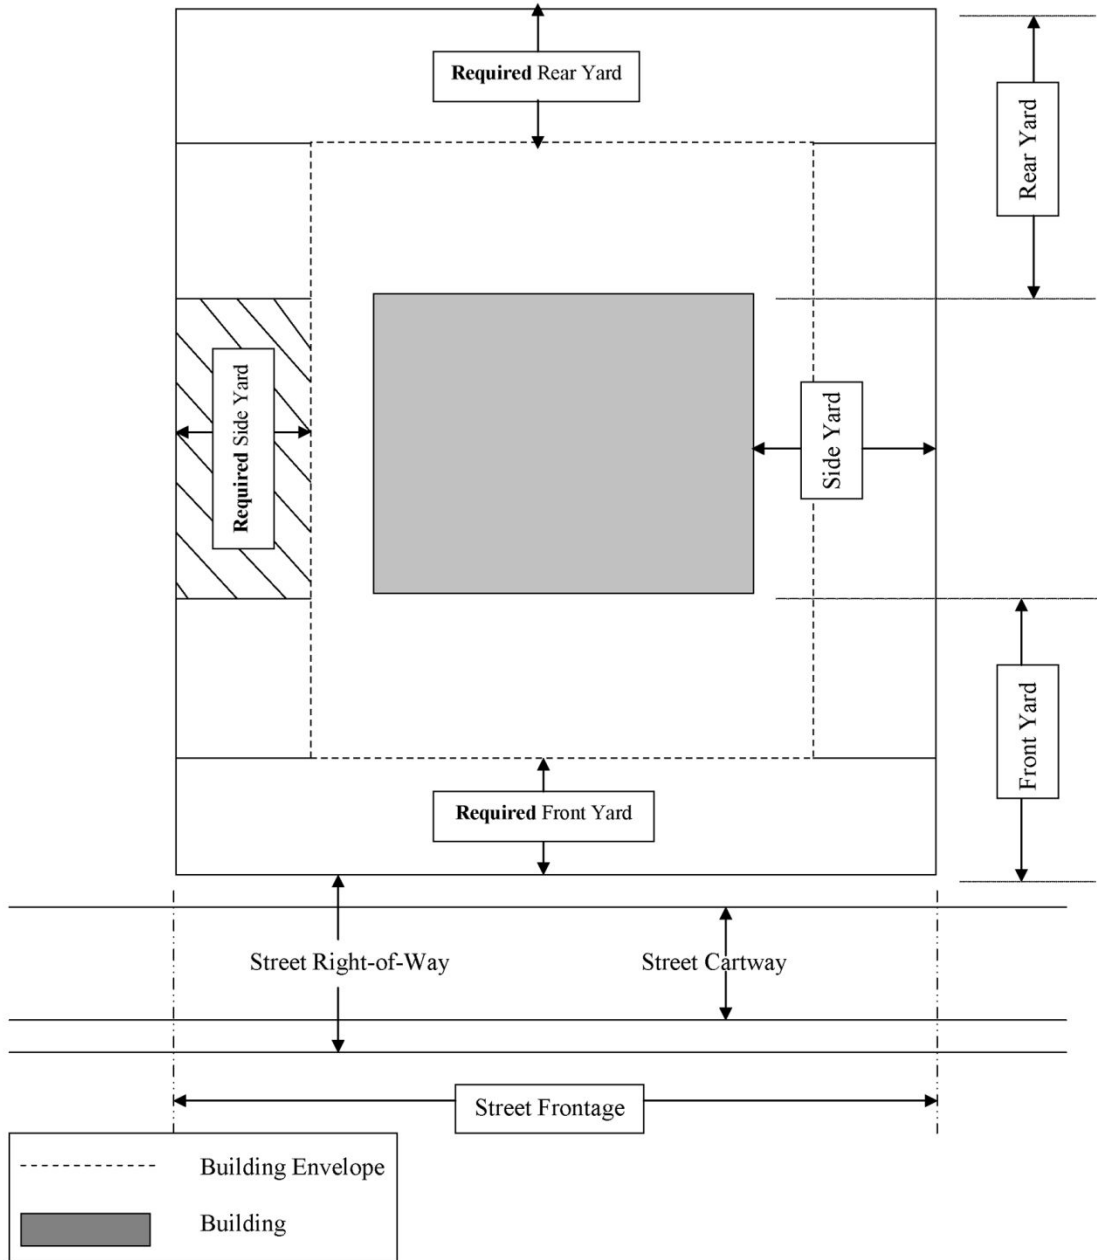 Required Rear Yard
Rear Yard
Required Side Yard
Side Yard
Front Yard
Required Front Yard
Street Right-of-Way
Street Cartway
Street Frontage
Building Envelope
Building